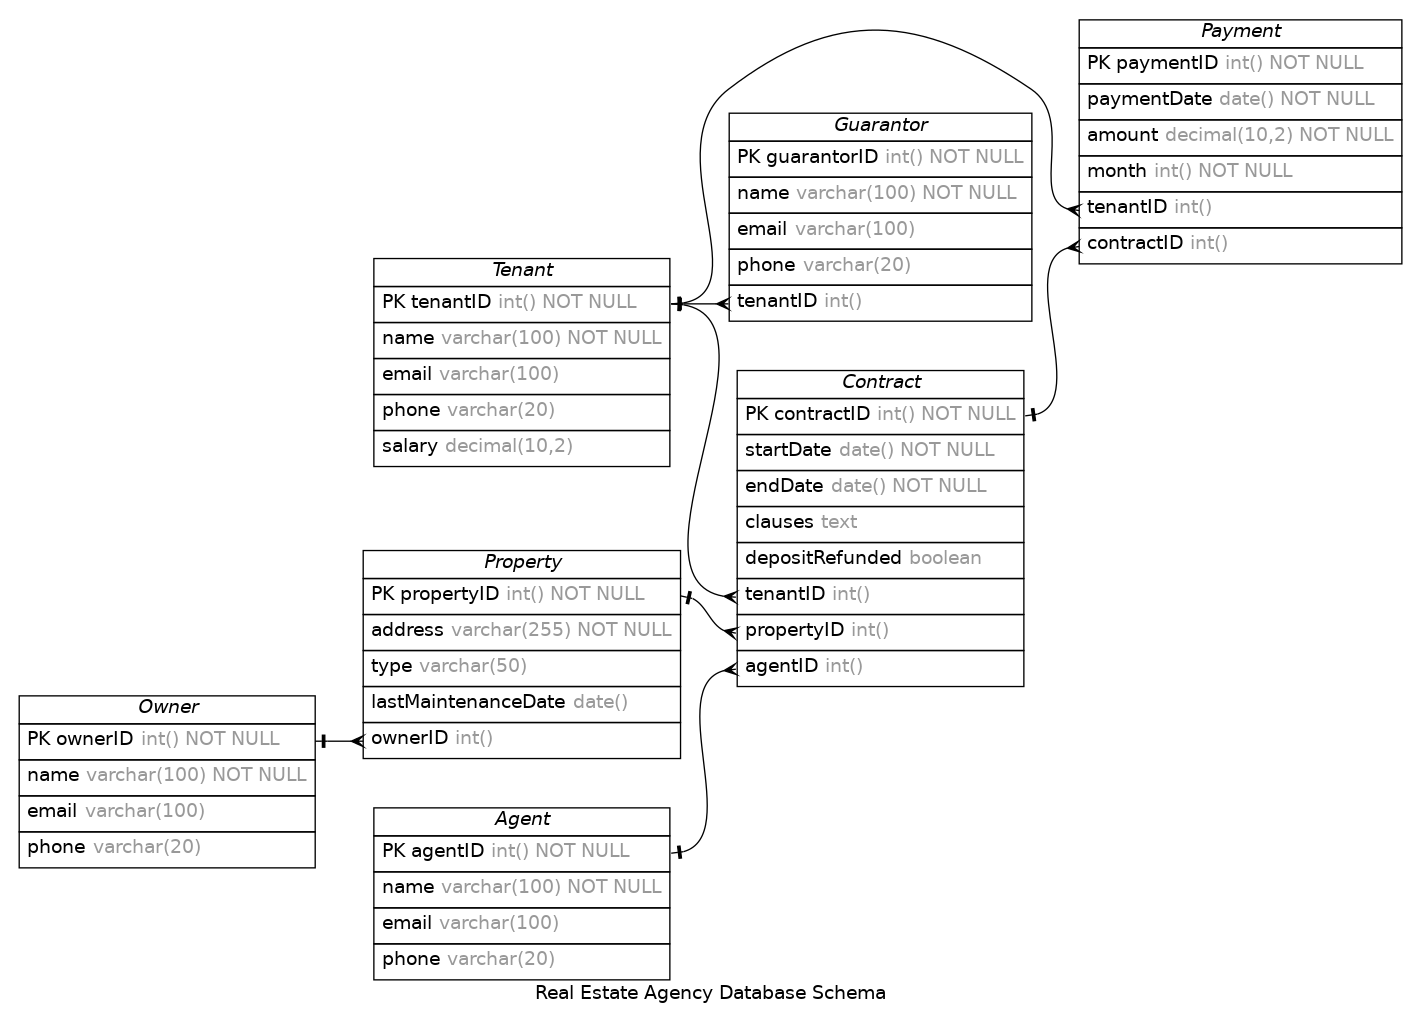 Payment
PK paymentID int() NOT NULL
paymentDate date() NOT NULL
amount decimal(10,2) NOT NULL
month int() NOT NULL
tenantID int()
contractID int()
Guarantor
PK guarantorID int() NOT NULL
name varchar(100) NOT NULL
email varchar(100)
phone varchar(20)
tenantID int()
Tenant
PK tenantID int() NOT NULL
name varchar(100) NOT NULL
email varchar(100)
phone varchar(20)
salary decimal(10,2)
Contract
PK contractID int() NOT NULL
startDate date() NOT NULL
endDate date() NOT NULL
clauses text
depositRefunded boolean
tenantID int()
propertyID int()
agentID int()
Property
PK propertyID int() NOT NULL
address varchar(255) NOT NULL
type varchar(50)
lastMaintenanceDate date()
ownerID int()
Owner
PK ownerID int() NOT NULL
name varchar(100) NOT NULL
email varchar(100)
phone varchar(20)
Agent
PK agentID int() NOT NULL
name varchar(100) NOT NULL
email varchar(100)
phone varchar(20)
Real Estate Agency Database Schema